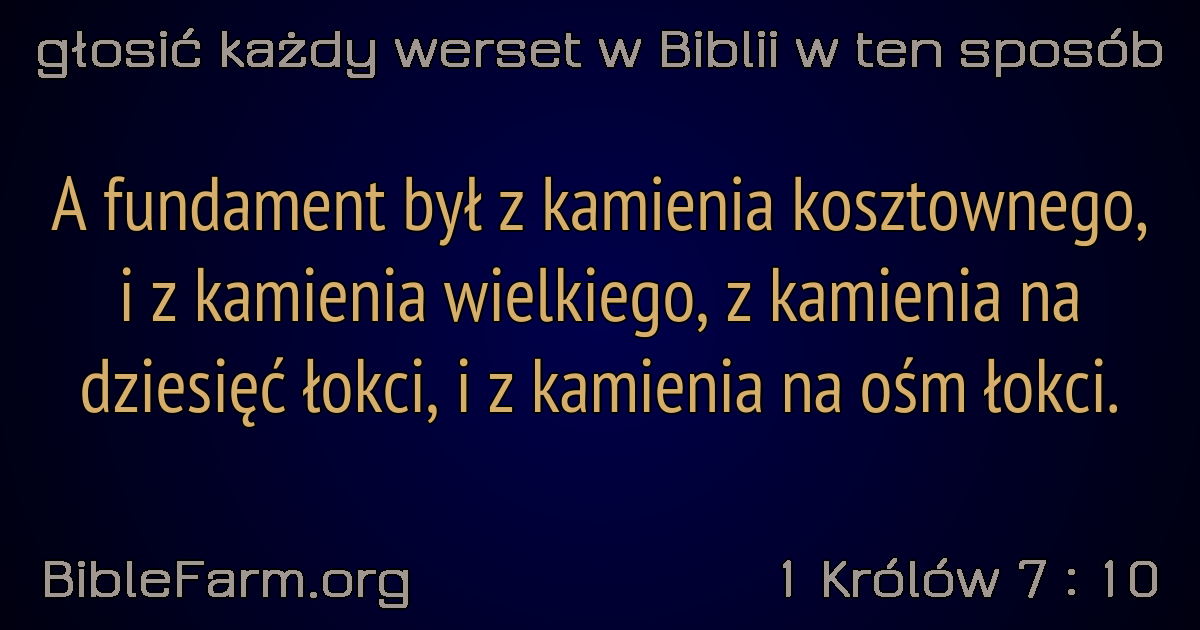 głosić każdy werset w Biblii w ten sposób
A fundament był z kamienia kosztownego,
i z kamienia wielkiego, z kamienia na
dziesięć łokci, i z kamienia na ośm łokci.
BibleFarm.org
1 Królów 7 : 10